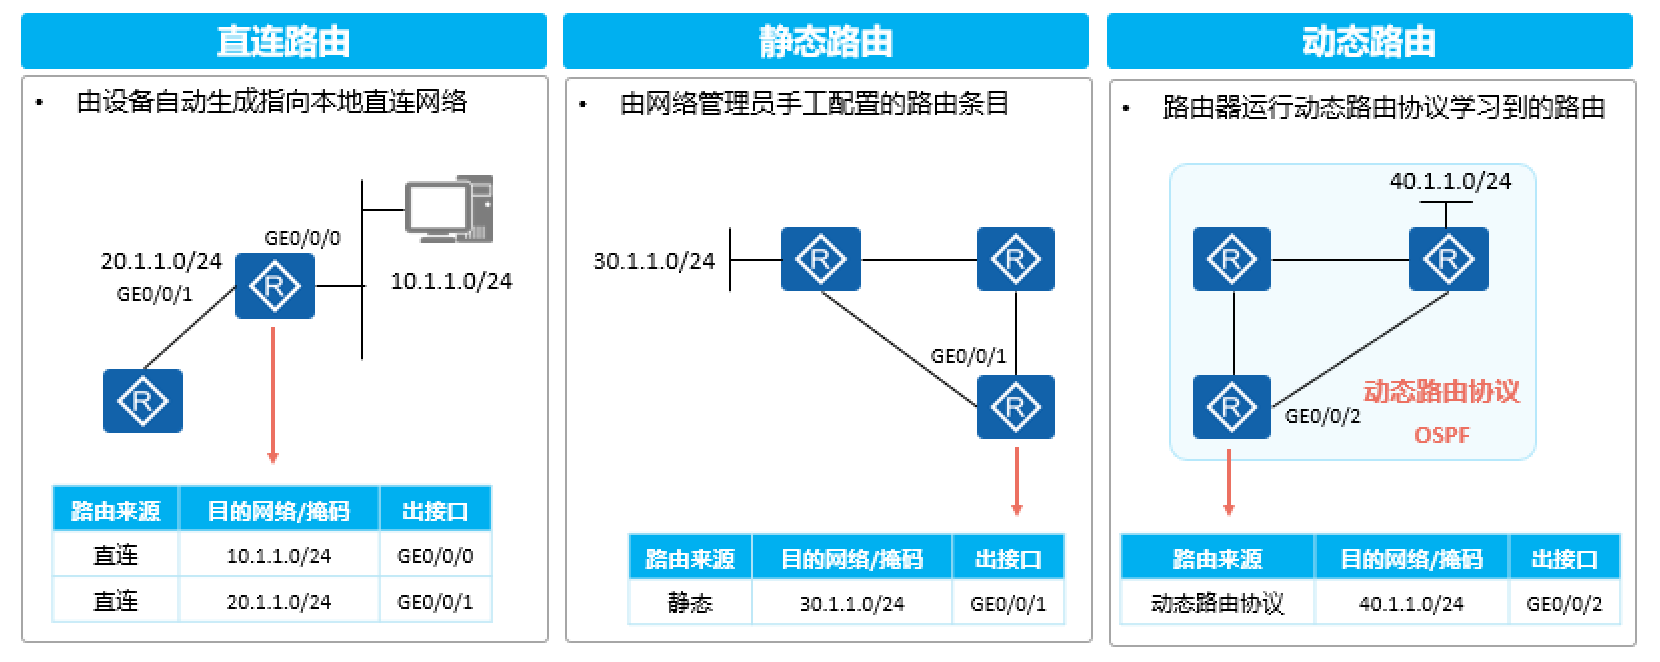 直连路由
• 由设备自动生成指向本地直连网络
GE0/0/0
20.1.1.0/24
GE0/0/1
10.1.1.0/24
R
R
路由来源 目的网络/掩码 出接口
直连 10.1.1.0/24 GE0/0/0
直连 20.1.1.0/24 GE0/0/1
静态路由
• 由网络管理员手工配置的路由条目
30.1.1.0/24
R
R
GE0/0/1
R
路由来源 目的网络/掩码 出接口
静态 30.1.1.0/24 GE0/0/1
动态路由
• 路由器运行动态路由协议学习到的路由
40.1.1.0/24
R
R
R
GE0/0/2
动态路由协议
OSPF
路由来源 目的网络/掩码 出接口
动态路由协议 40.1.1.0/24 GE0/0/2